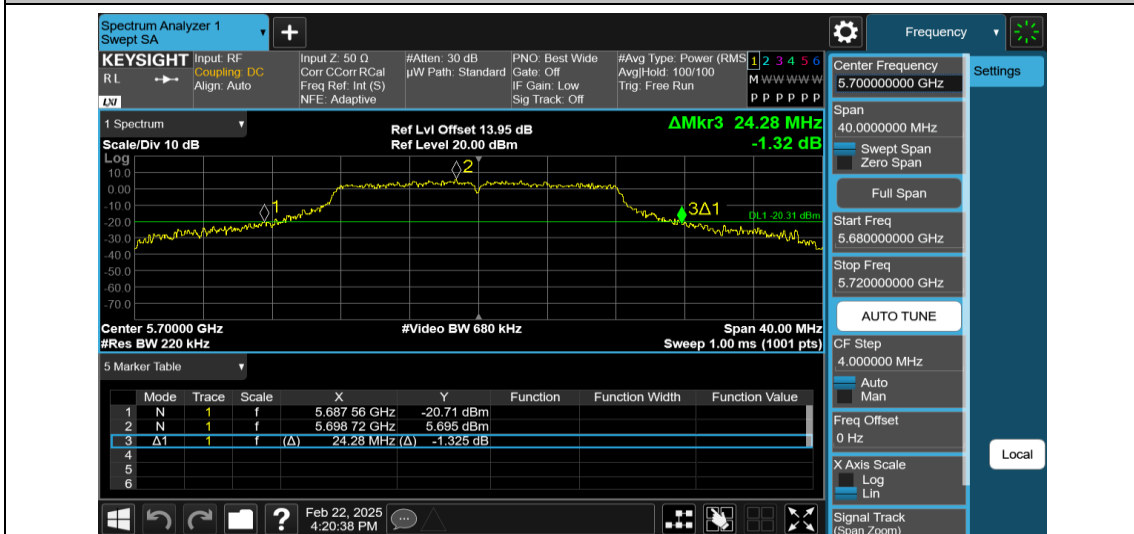 Spectrum Analyzer 1
Swept SA
Frequency
KEYSIGHT
RL
LXI
Input: RF
Coupling: DC
Align: Auto
Input Z: 50 Ω
Corr CCorr RCal
Freq Ref: Int (S)
NFE: Adaptive
#Atten: 30 dB
µW Path: Standard
PNO: Best Wide
Gate: Off
IF Gain: Low
Sig Track: Off
#Avg Type: Power (RMS
Avg|Hold: 100/100
Trig: Free Run
1 2 3 4 5 6
M W W W W W
P P P P P P
1 Spectrum
Scale/Div 10 dB
Ref Lvl Offset 13.95 dB
Ref Level 20.00 dBm
ΔMkr3 24.28 MHz
-1.32 dB
Log
10.0
0.00
-10.0
-20.0
-30.0
-40.0
-50.0
-60.0
-70.0
1
2
3Δ1
DL1 -20.31 dBm
Center 5.70000 GHz
#Video BW 680 kHz
Span 40.00 MHz
#Res BW 220 kHz
Sweep 1.00 ms (1001 pts)
5 Marker Table
Mode Trace Scale X Y Function Function Width Function Value
1 N 1 f 5.687 56 GHz -20.71 dBm
2 N 1 f 5.698 72 GHz 5.695 dBm
3 Δ1 1 f (Δ) 24.28 MHz (Δ) -1.325 dB
4
5
6
Feb 22, 2025
4:20:38 PM
Center Frequency
5.700000000 GHz
Settings
Span
40.0000000 MHz
Swept Span
Zero Span
Full Span
Start Freq
5.680000000 GHz
Stop Freq
5.720000000 GHz
AUTO TUNE
CF Step
4.000000 MHz
Auto
Man
Freq Offset
0 Hz
Local
X Axis Scale
Log
Lin
Signal Track
(Span Zoom)